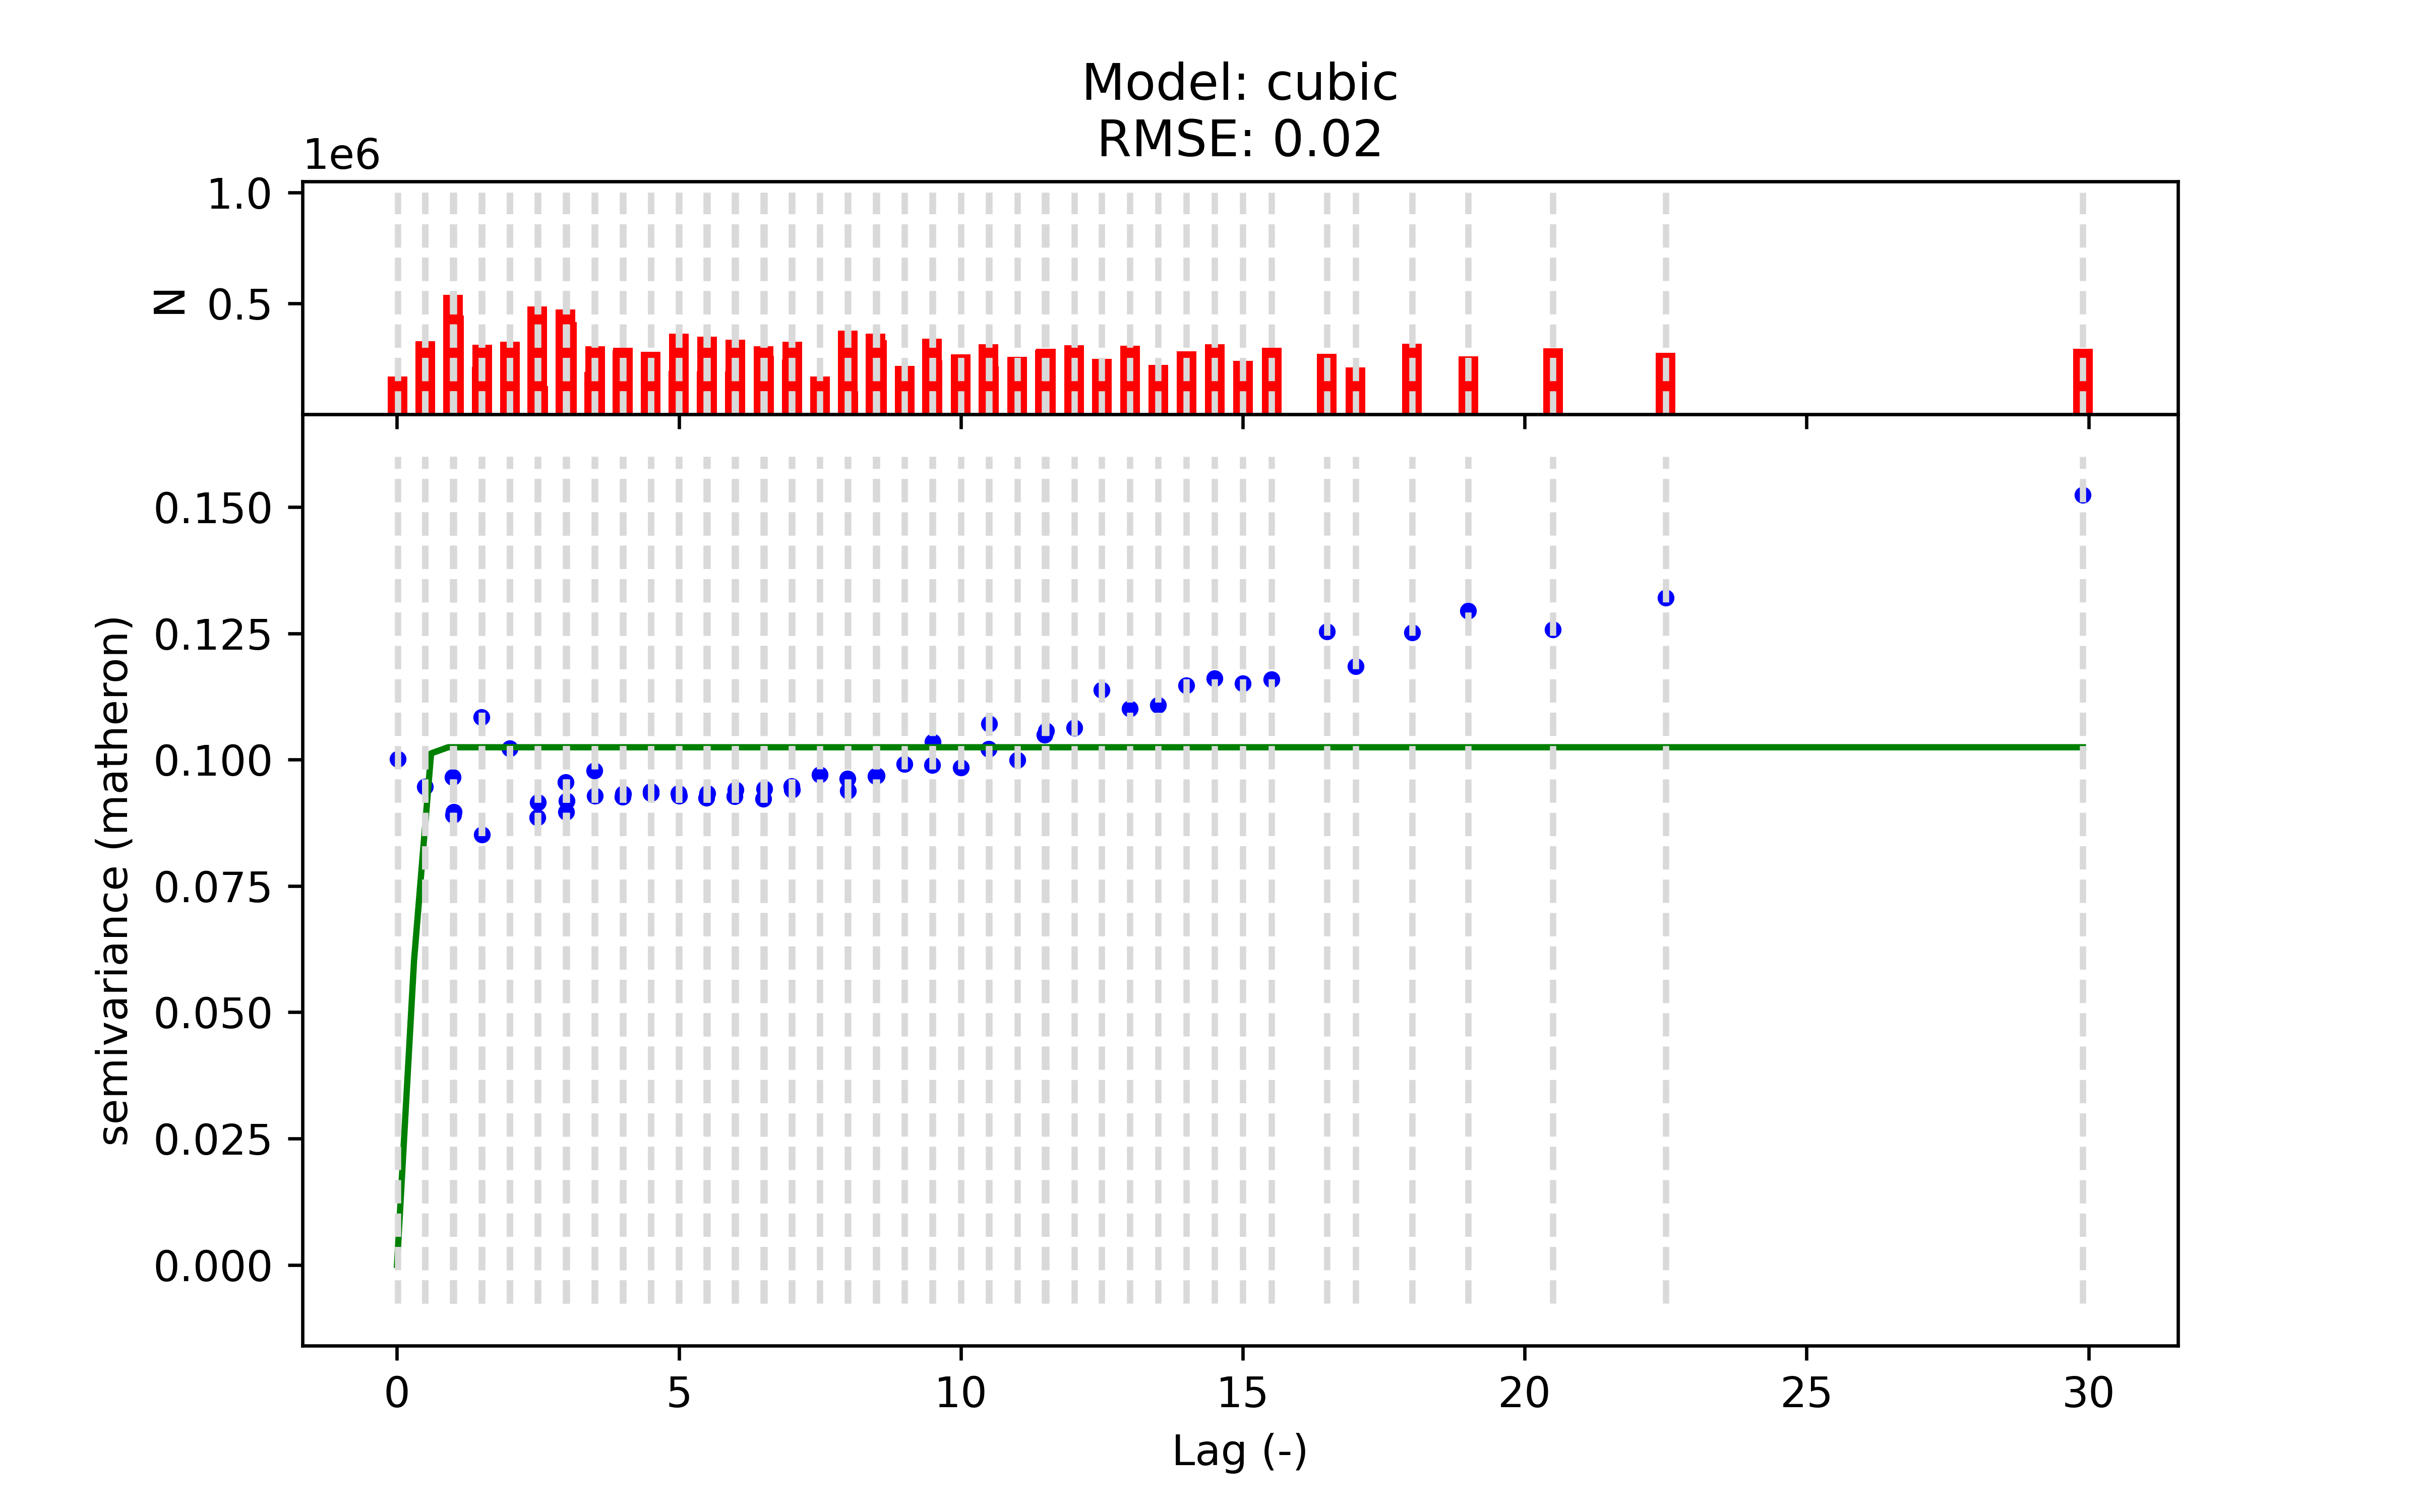 Model: cubic
RMSE: 0.02
1e6
1.0
0.5
N
0.150
0.125
0.100
0.075
0.050
0.025
0.000
semivariance (matheron)
0 5 10 15 20 25 30
Lag (-)